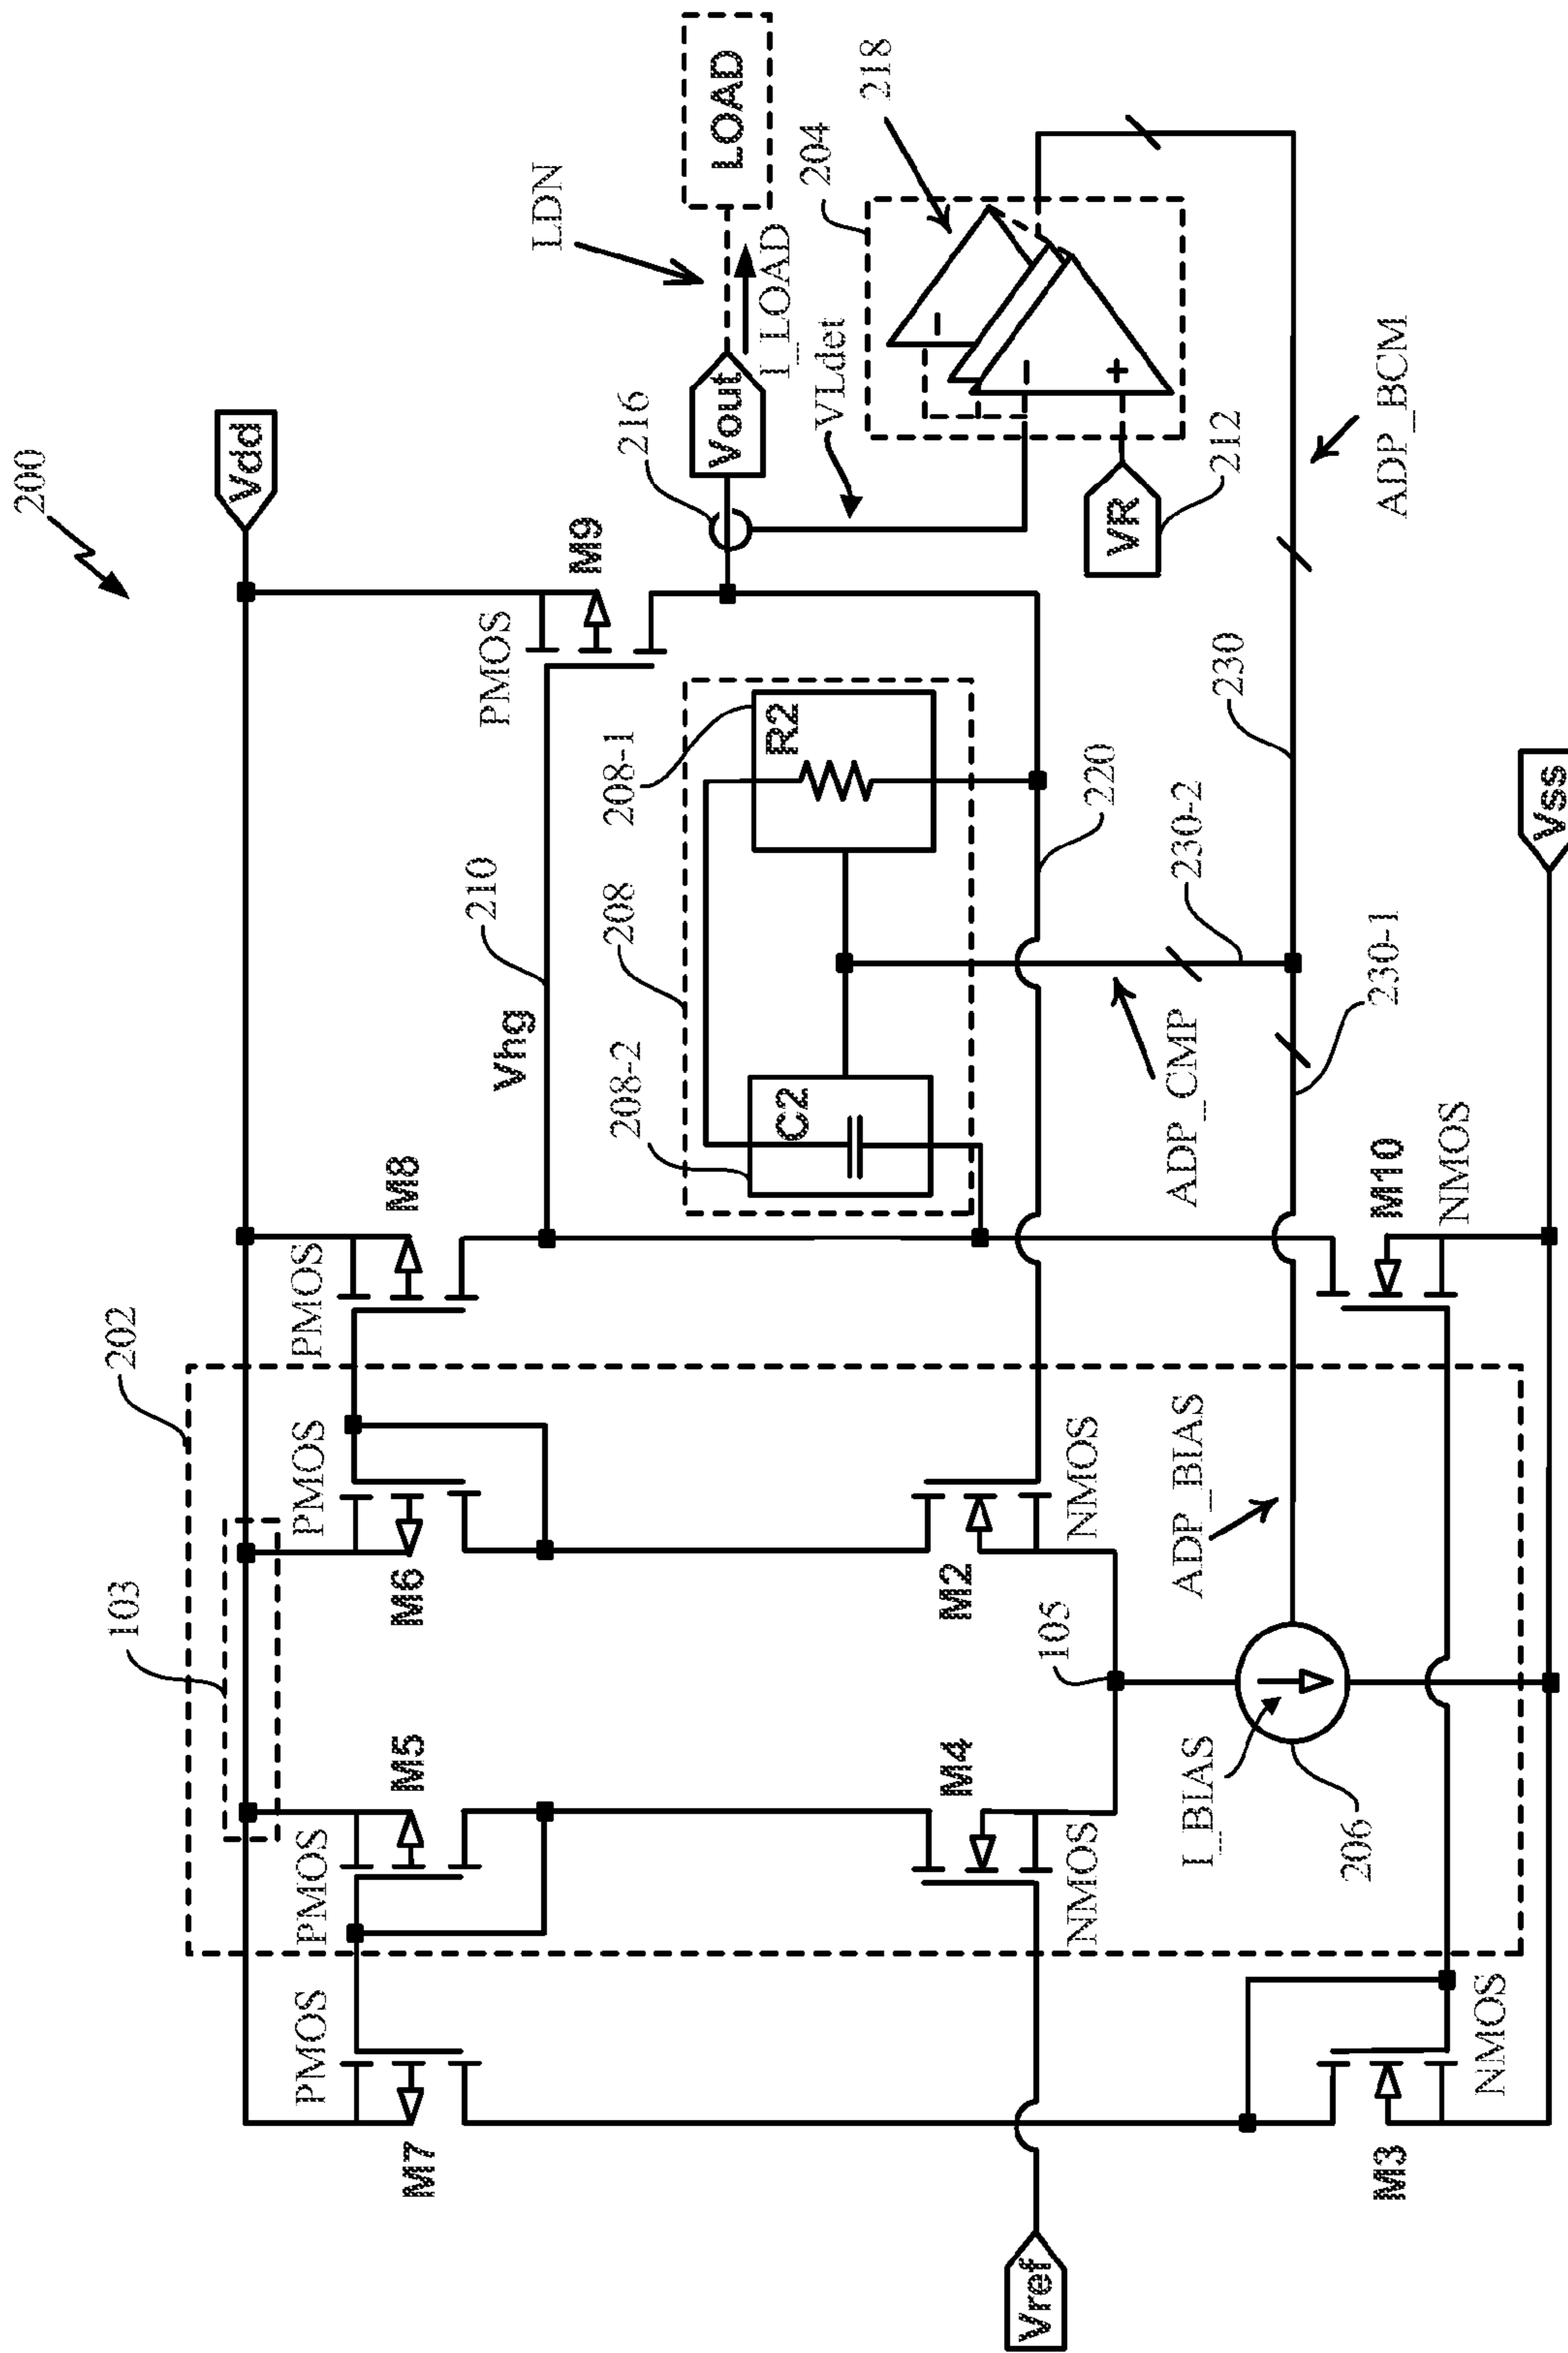 200
Vdd
103
202
PMOS
M7
PMOS
M5
PMOS
M6
PMOS
M8
Vhg
210
PMOS
M9
216
Vout
LDN
LOAD
I_LOAD
VLdet
204
218
208
208-2
C2
208-1
R2
VR
212
220
Vref
M4
NMOS
M2
NMOS
105
I_BIAS
206
ADP_BIAS
ADP_CMP
230-2
230-1
230
ADP_BCM
M3
NMOS
M10
NMOS
Vss